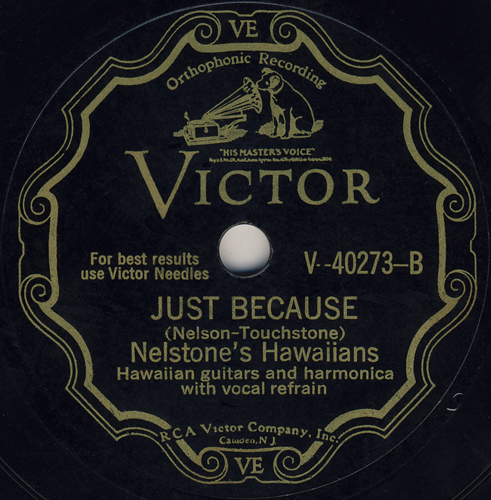 VE
Orthophonic Recording
"HIS MASTER'S VOICE"
VICTOR
For best results
use Victor Needles
V--40273-B
JUST BECAUSE
(Nelson-Touchstone)
Nelstone's Hawaiians
Hawaiian guitars and harmonica
with vocal refrain
RCA Victor Company, Inc.
Camden, N.J.
VE